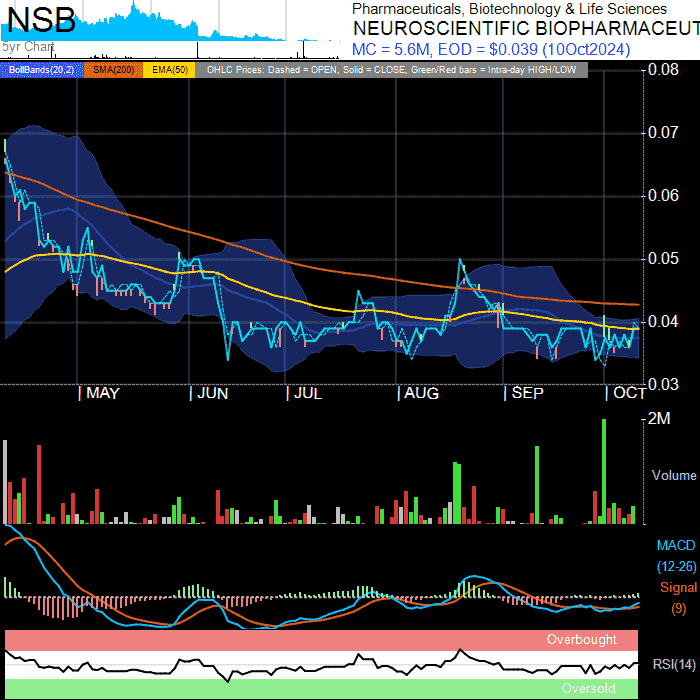 NSB
Pharmaceuticals, Biotechnology & Life Sciences
NEUROSCIENTIFIC BIOPHARMACEUT
MC = 5.6M, EOD = $0.039 (10Oct2024)
5yr Chart
BollBands(20,2) SMA(200) EMA(50) OHLC Prices: Dashed = OPEN, Solid = CLOSE, Green/Red bars = Intra-day HIGH/LOW
0.08
0.07
0.06
0.05
0.04
0.03
| MAY | JUN | JUL | AUG | SEP | OCT
2M
Volume
MACD
(12-26)
Signal
(9)
Overbought
RSI(14)
Oversold